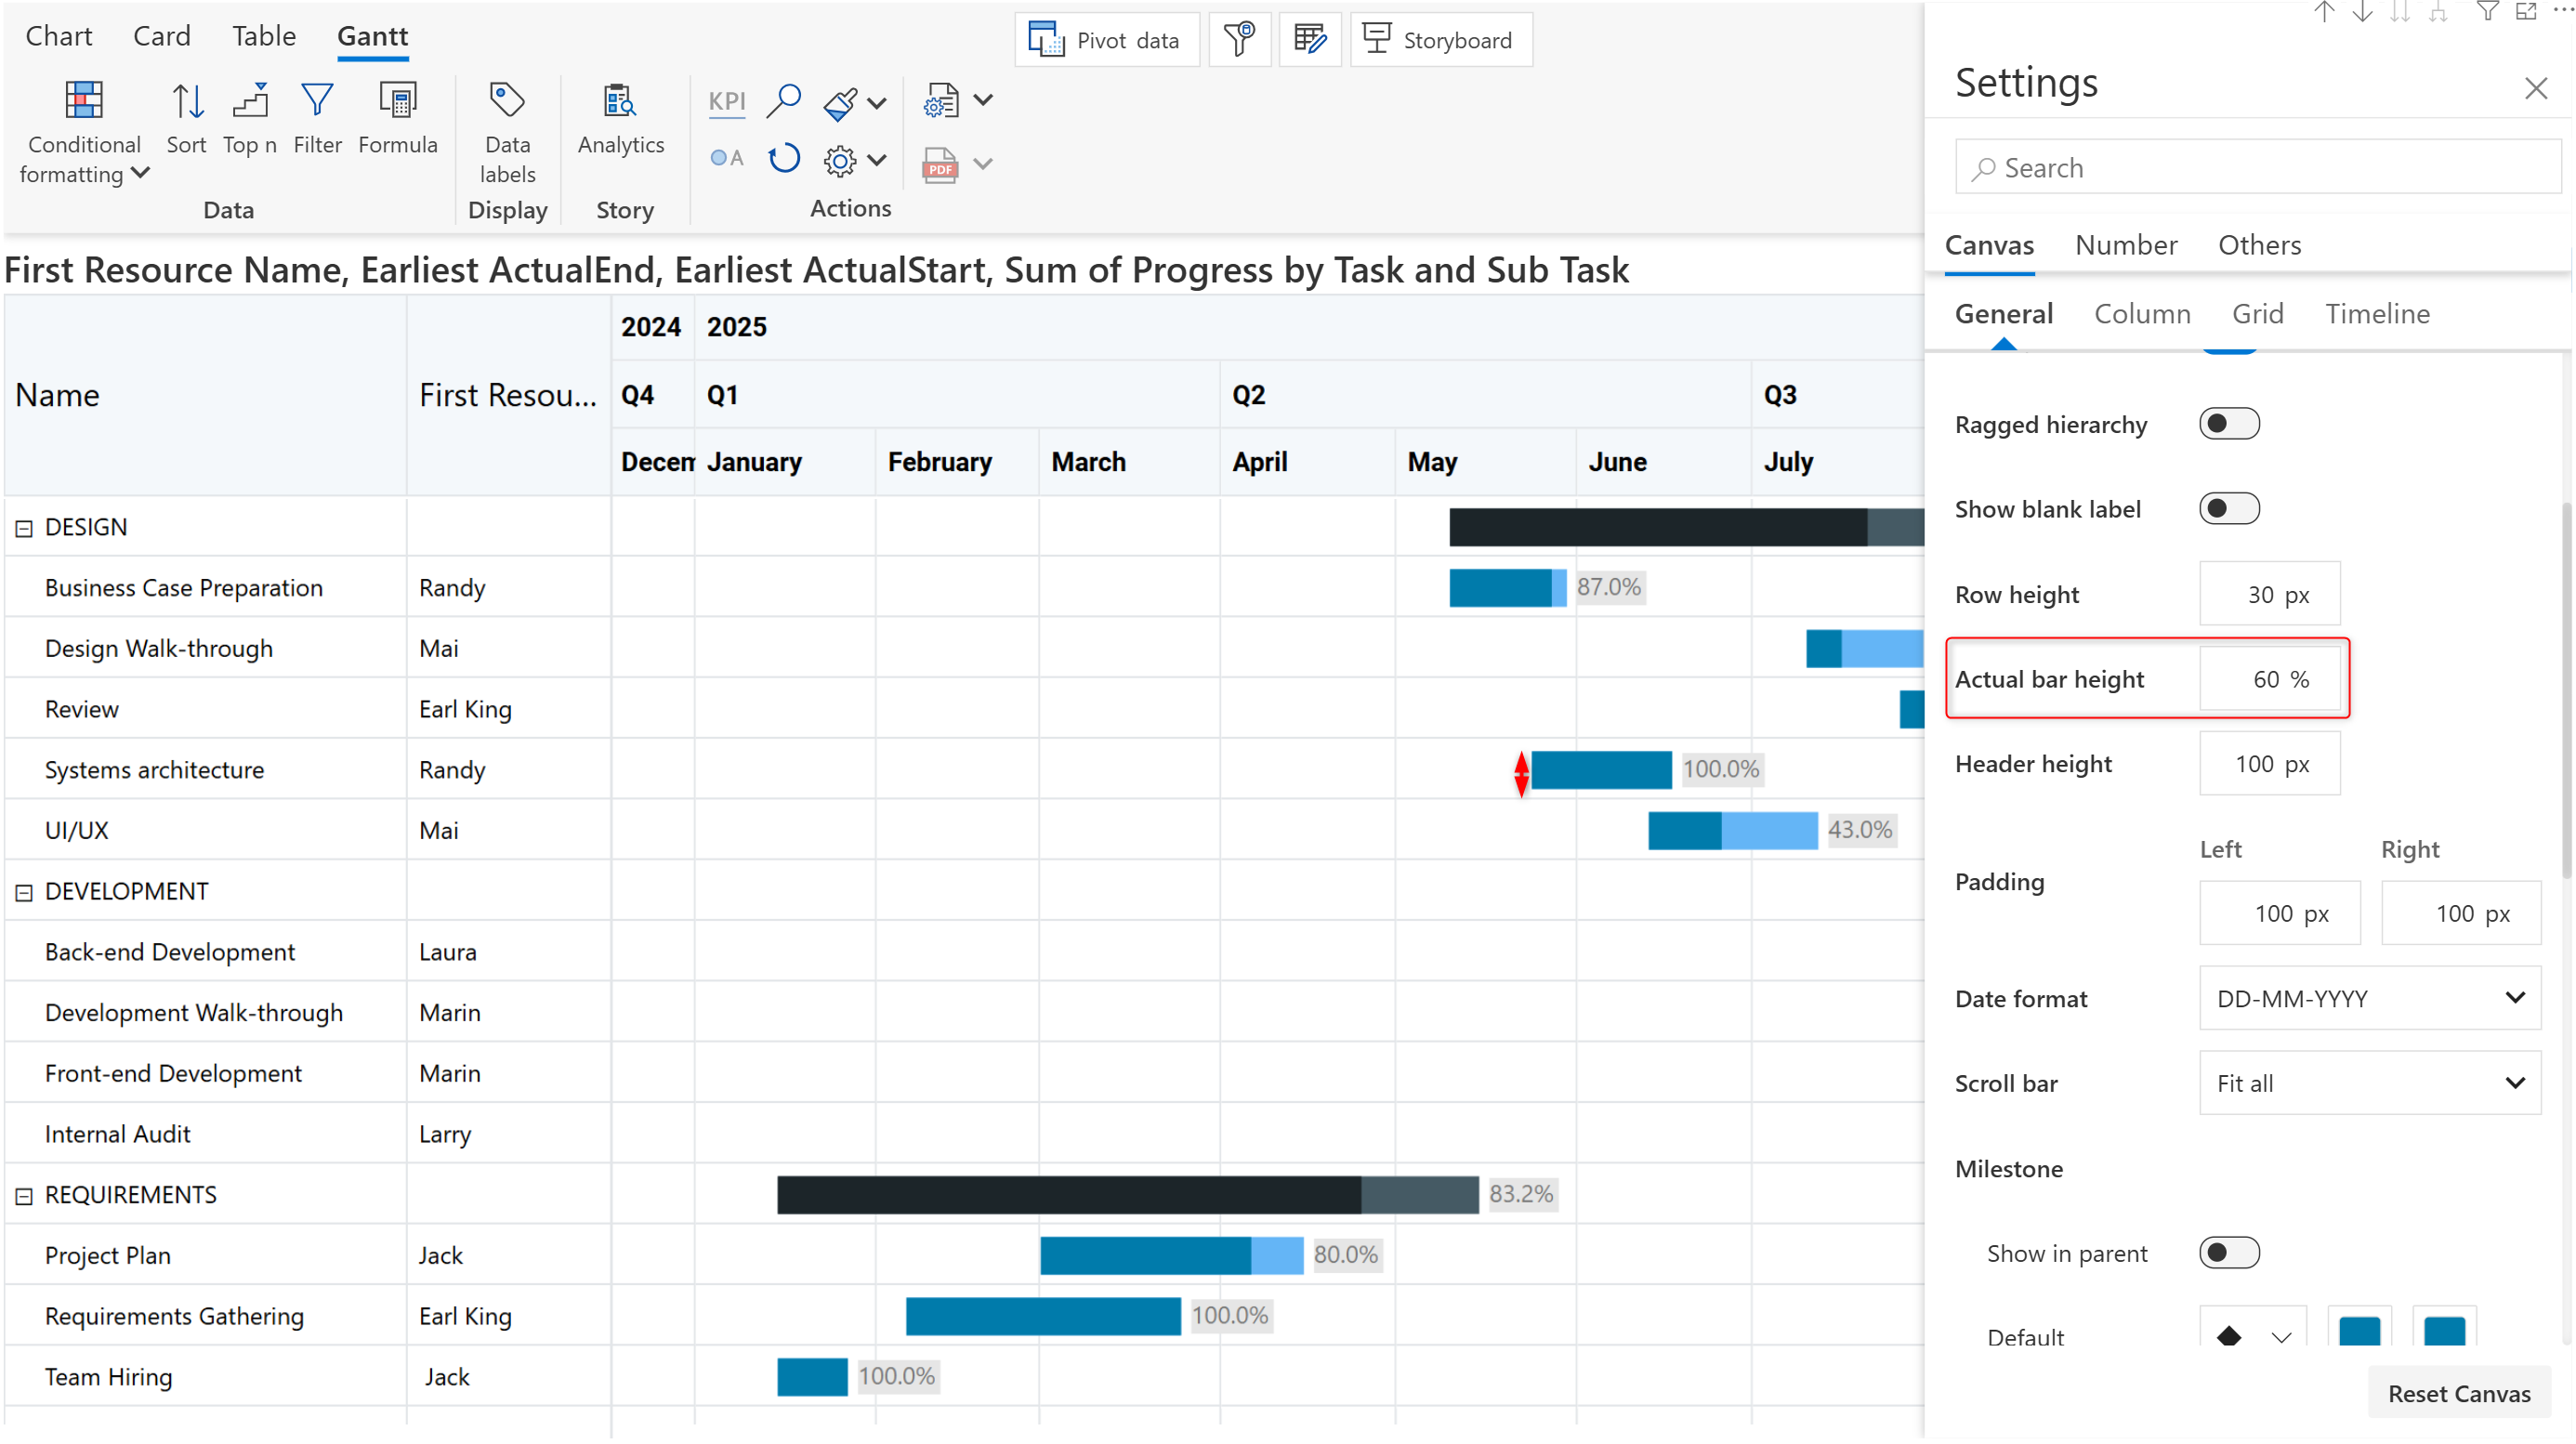 Chart Card Table Gantt
Pivot data
Storyboard
Conditional formatting
Sort
Top n
Filter
Formula
Data
Data labels
Display
Analytics
Story
KPI
A
PDF
Actions
First Resource Name, Earliest ActualEnd, Earliest ActualStart, Sum of Progress by Task and Sub Task
Name First Resou...
2024 2025
Q4 Q1 Q2 Q3
Decem January February March April May June July
DESIGN
Business Case Preparation Randy 87.0%
Design Walk-through Mai
Review Earl King
Systems architecture Randy 100.0%
UI/UX Mai 43.0%
DEVELOPMENT
Back-end Development Laura
Development Walk-through Marin
Front-end Development Marin
Internal Audit Larry
REQUIREMENTS 83.2%
Project Plan Jack 80.0%
Requirements Gathering Earl King 100.0%
Team Hiring Jack 100.0%
Settings
Search
Canvas Number Others
General Column Grid Timeline
Ragged hierarchy
Show blank label
Row height 30 px
Actual bar height 60 %
Header height 100 px
Left Right
Padding 100 px 100 px
Date format DD-MM-YYYY
Scroll bar Fit all
Milestone
Show in parent
Default
Reset Canvas